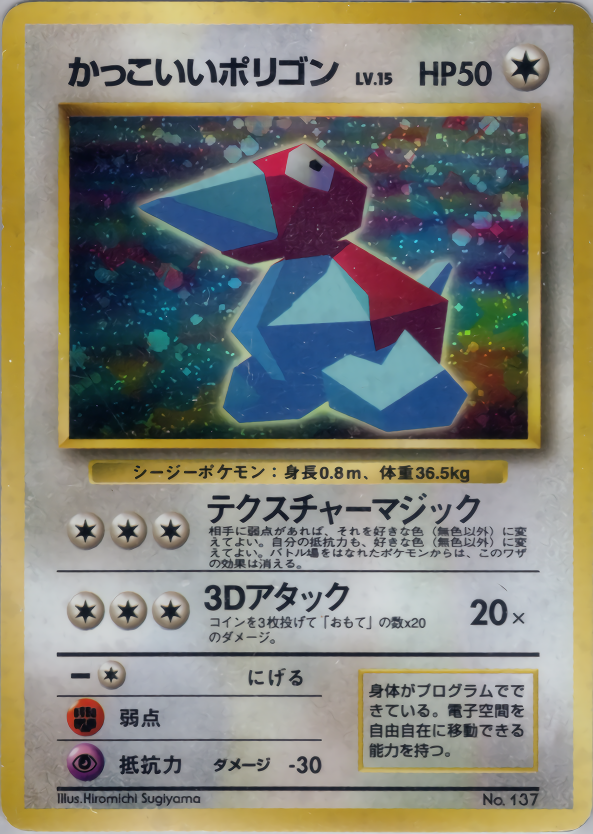 かっこいいポリゴン LV.15 HP50
シージーポケモン：身長0.8m、体重36.5kg
テクスチャーマジック
相手に弱点があれば、それを好きな色（無色以外）に変
えてよい。自分の抵抗力も、好きな色（無色以外）に変
えてよい。バトル場をはなれたポケモンからは、このワザ
の効果は消える。
3Dアタック 20×
コインを3枚投げて「おもて」の数×20
のダメージ。
にげる
弱点
抵抗力 ダメージ -30
身体がプログラムでで
きている。電子空間を
自由自在に移動できる
能力を持つ。
Illus.Hiromichi Sugiyama No. 137